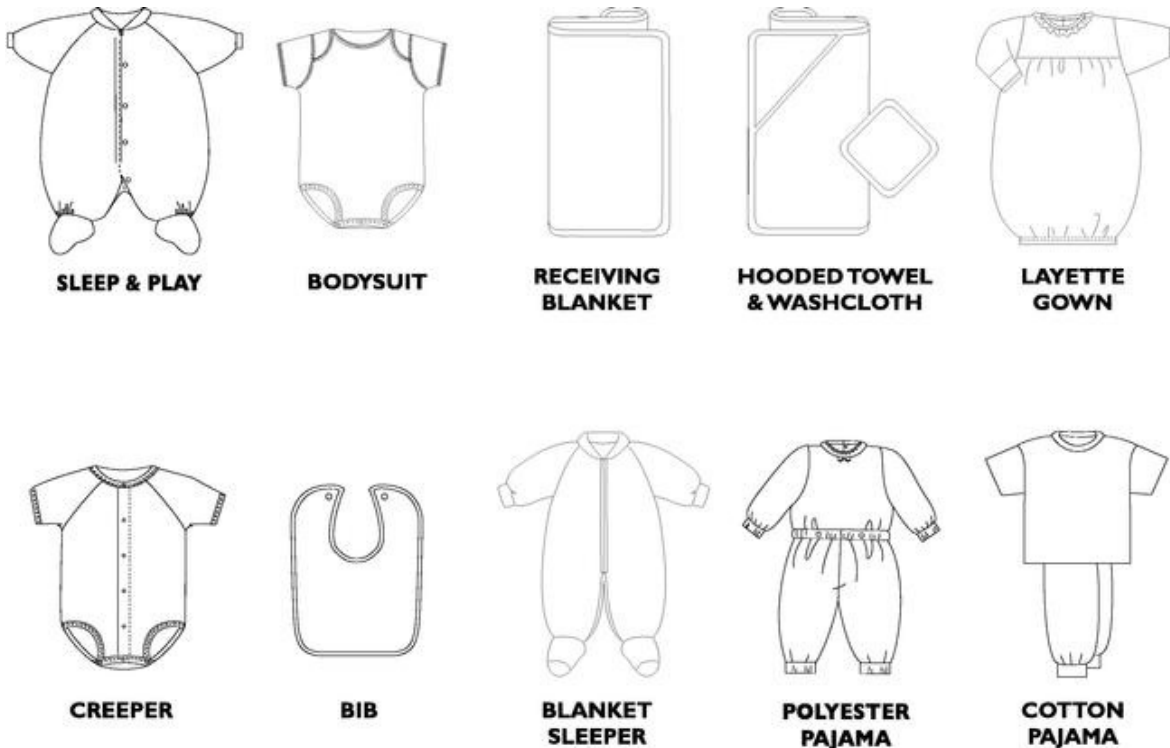 SLEEP & PLAY
BODYSUIT
RECEIVING
BLANKET
HOODED TOWEL
& WASHCLOTH
LAYETTE
GOWN
CREEPER
BIB
BLANKET
SLEEPER
POLYESTER
PAJAMA
COTTON
PAJAMA